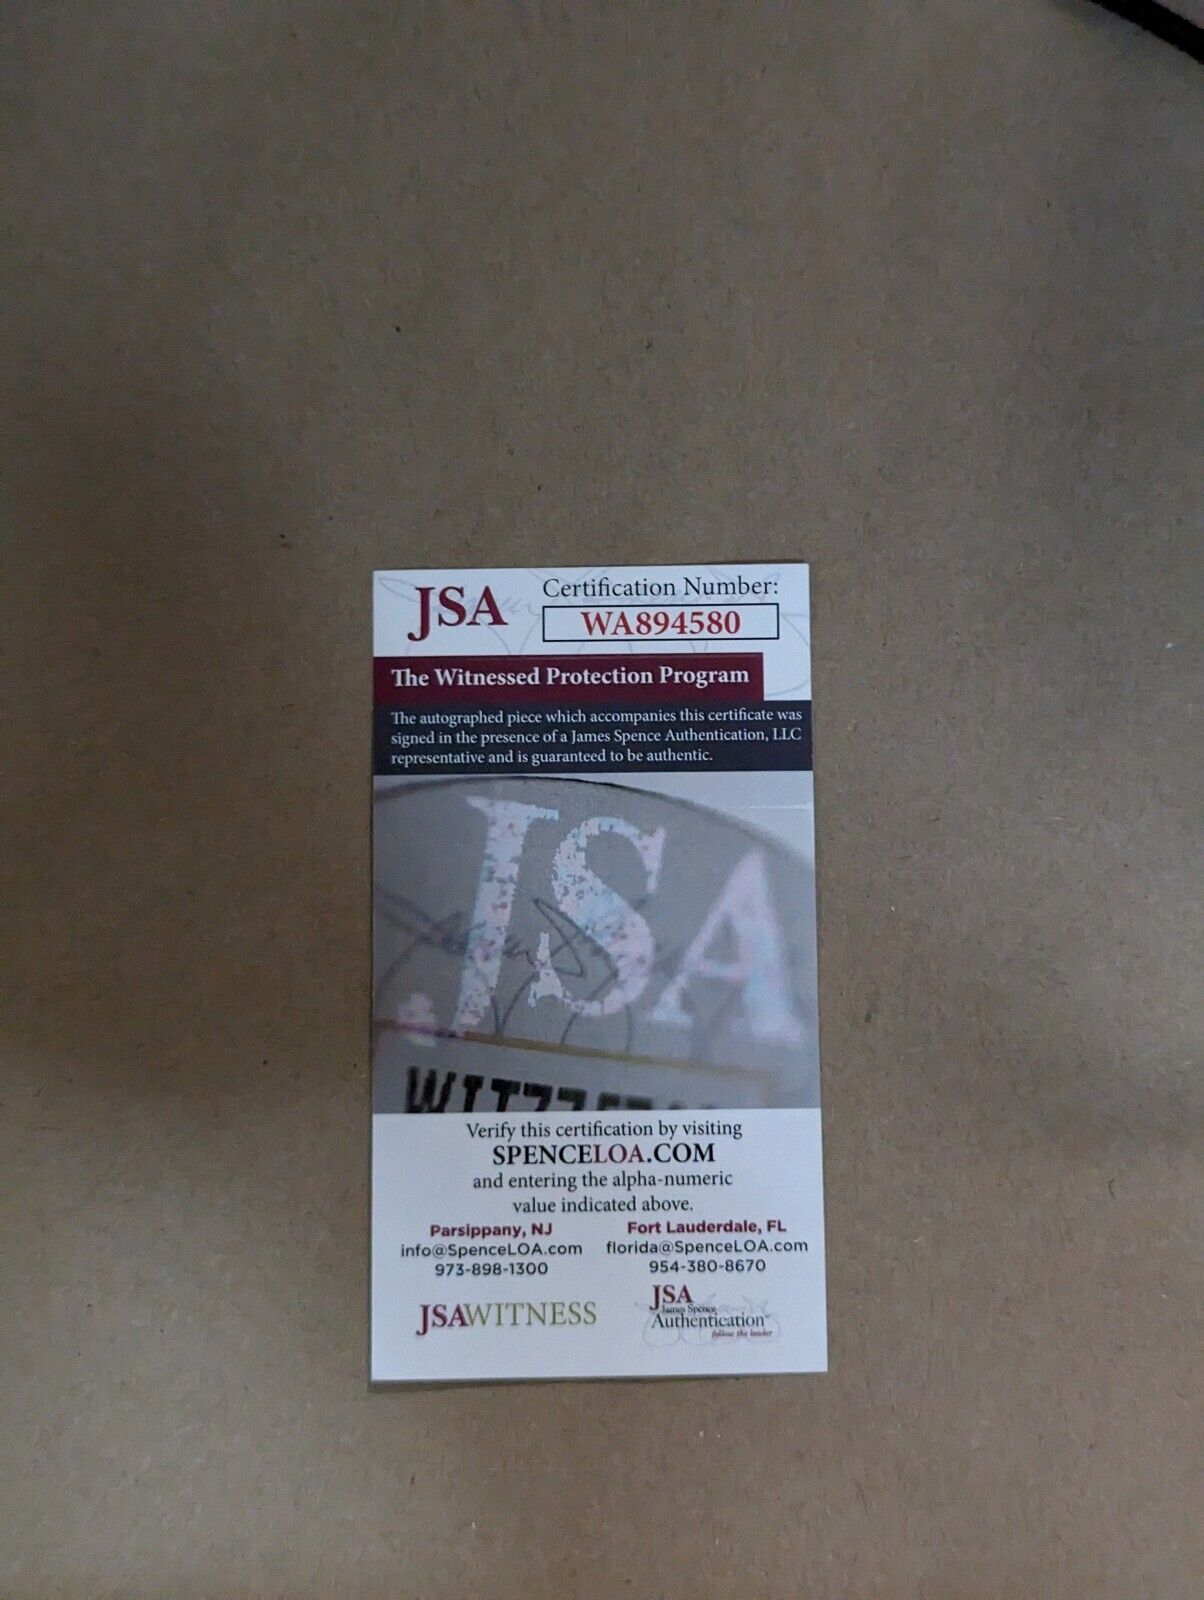 JSA
Certification Number:
WA894580
The Witnessed Protection Program
The autographed piece which accompanies this certificate was
signed in the presence of a James Spence Authentication, LLC
representative and is guaranteed to be authentic.
JSA
Verify this certification by visiting
SPENCELOA.COM
and entering the alpha-numeric
value indicated above.
Parsippany, NJ
info@SpenceLOA.com
973-898-1300
Fort Lauderdale, FL
florida@SpenceLOA.com
954-380-8670
JSAWITNESS
JSA
James Spence
Authentication
follow the leader